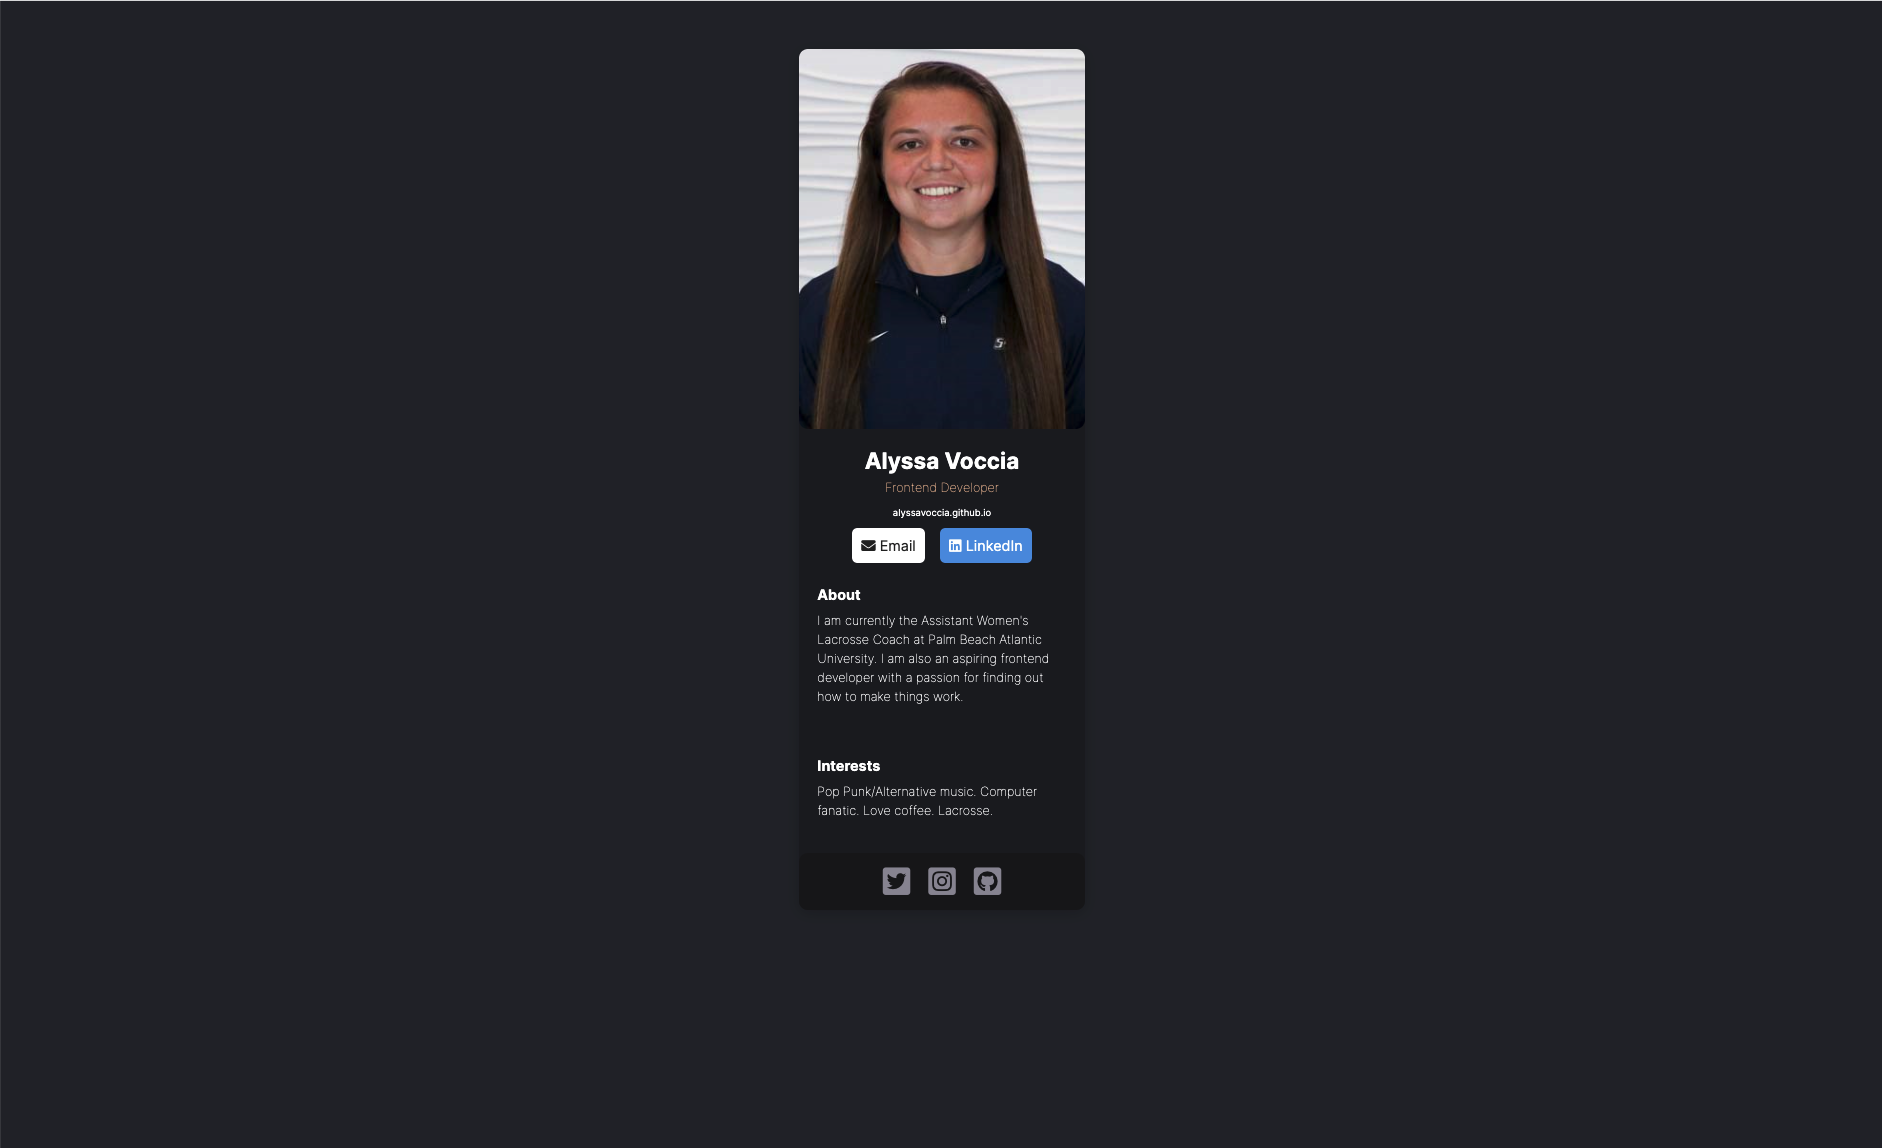 Alyssa Voccia
Frontend Developer
alyssavoccia.github.io
Email
LinkedIn
About
I am currently the Assistant Women's
Lacrosse Coach at Palm Beach Atlantic
University. I am also an aspiring frontend
developer with a passion for finding out
how to make things work.
Interests
Pop Punk/Alternative music. Computer
fanatic. Love coffee. Lacrosse.